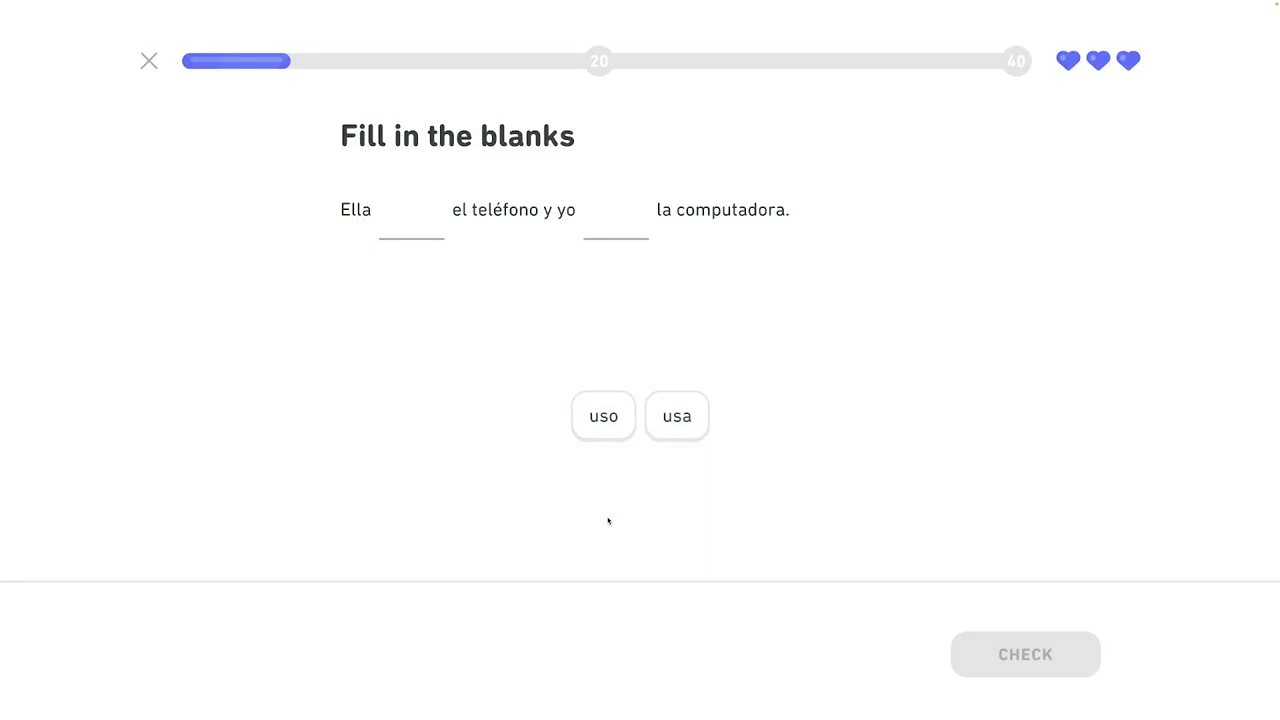 20
40
Fill in the blanks
Ella el teléfono y yo la computadora.
uso usa
CHECK